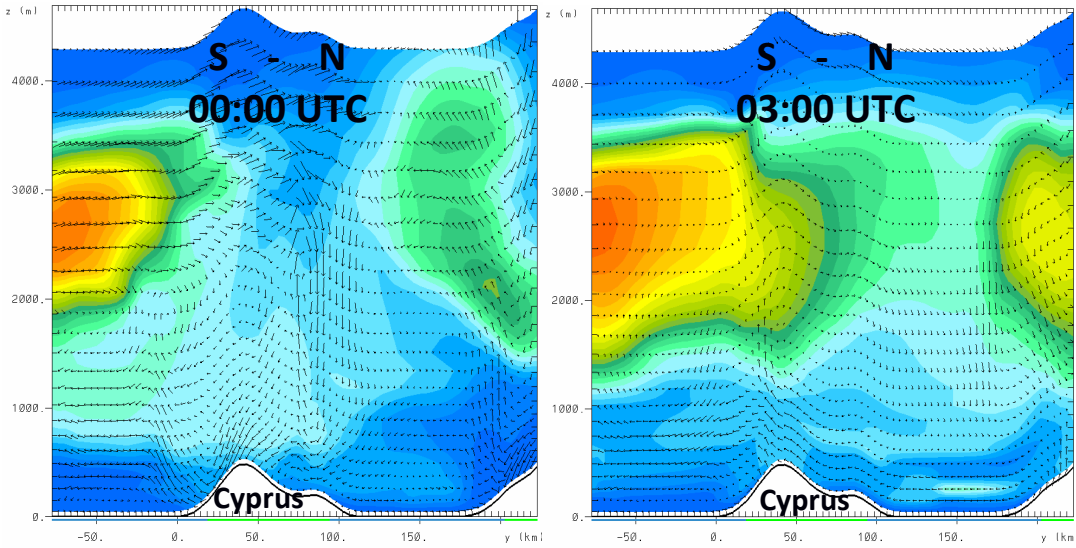 z (m)
S - N
00:00 UTC
4000.
3000.
2000.
1000.
0.
Cyprus
-50. 0. 50. 100. 150. y (km
z (m)
S - N
03:00 UTC
4000.
3000.
2000.
1000.
0.
Cyprus
-50. 0. 50. 100. 150. y (km